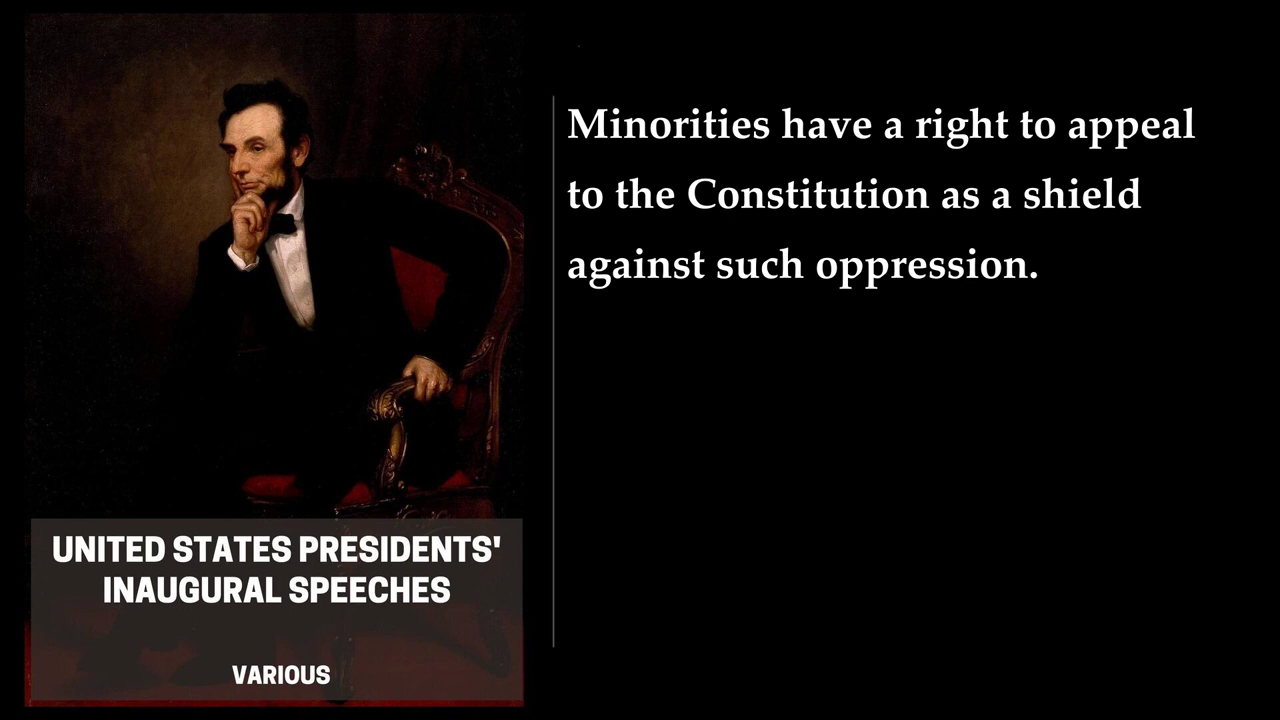 Minorities have a right to appeal
to the Constitution as a shield
against such oppression.
UNITED STATES PRESIDENTS'
INAUGURAL SPEECHES
VARIOUS